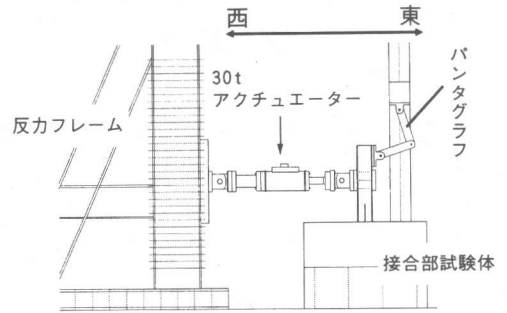 西
東
30t
アクチュエーター
パンタグラフ
反力フレーム
接合部試験体